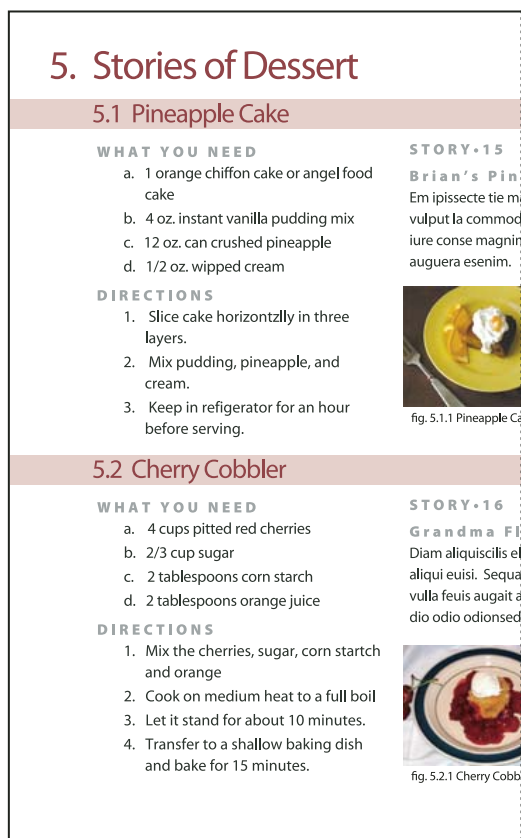 5. Stories of Dessert
5.1 Pineapple Cake
WHAT YOU NEED
a. 1 orange chiffon cake or angel food
cake
b. 4 oz. instant vanilla pudding mix
c. 12 oz. can crushed pineapple
d. 1/2 oz. wipped cream
DIRECTIONS
1. Slice cake horizontzlly in three
layers.
2. Mix pudding, pineapple, and
cream.
3. Keep in refigerator for an hour
before serving.
STORY•15
Brian's
Em ipissecte tie
vulput la commod
iure conse
auguera esenim.
fig. 5.1.1 Pineapple
5.2 Cherry Cobbler
WHAT YOU NEED
a. 4 cups pitted red cherries
b. 2/3 cup sugar
c. 2 tablespoons corn starch
d. 2 tablespoons orange juice
DIRECTIONS
1. Mix the cherries, sugar, corn startch
and orange
2. Cook on medium heat to a full boil
3. Let it stand for about 10 minutes.
4. Transfer to a shallow baking dish
and bake for 15 minutes.
STORY•16
Grandma
Diam aliquiscilis
aliqui euisi. Sequa
vulla feuis augait
dio odio odionsed
fig. 5.2.1 Cherry